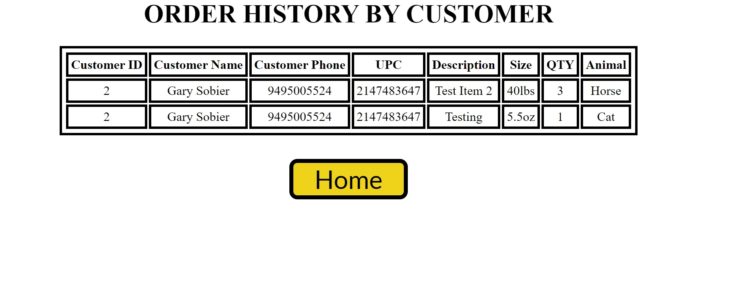 ORDER HISTORY BY CUSTOMER
Customer ID Customer Name Customer Phone UPC Description Size QTY Animal
2 Gary Sobier 9495005524 2147483647 Test Item 2 40lbs 3 Horse
2 Gary Sobier 9495005524 2147483647 Testing 5.5oz 1 Cat
Home